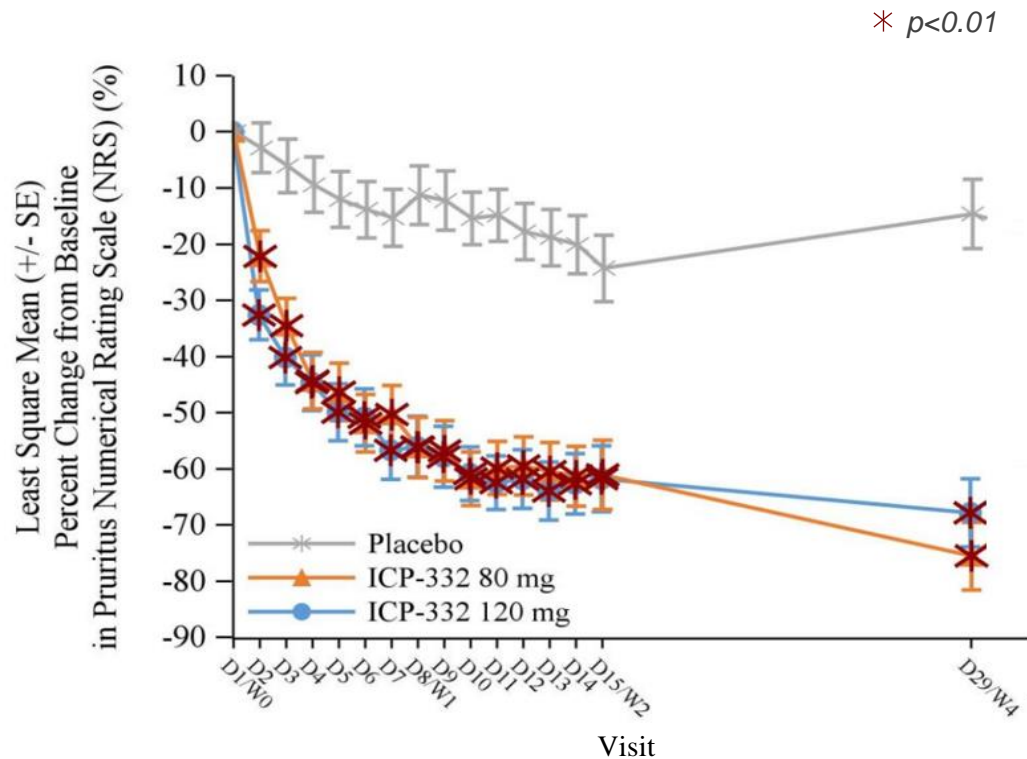 * p<0.01
Least Square Mean (+/- SE)
Percent Change from Baseline
in Pruritus Numerical Rating Scale (NRS) (%)
10
0
-10
-20
-30
-40
-50
-60
-70
-80
-90
Placebo
ICP-332 80 mg
ICP-332 120 mg
D1/W0
D2
D3
D4
D5
D6
D7
D8/W1
D9
D10
D11
D12
D13
D14
D15/W2
D29/W4
Visit